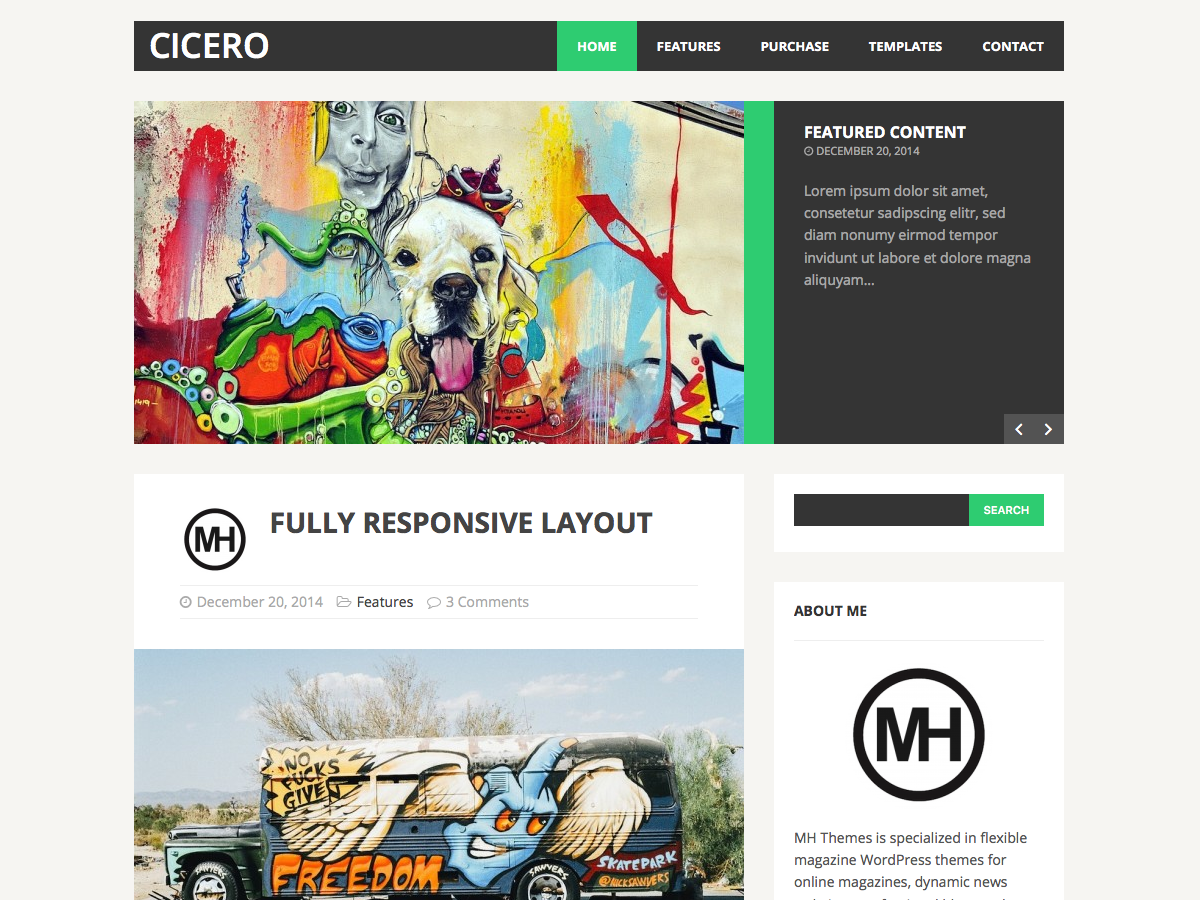 CICERO
HOME
FEATURES
PURCHASE
TEMPLATES
CONTACT
FEATURED CONTENT
DECEMBER 20, 2014
Lorem ipsum dolor sit amet,
consetetur sadipscing elitr, sed
diam nonumy eirmod tempor
invidunt ut labore et dolore magna
aliquyam...
MH
FULLY RESPONSIVE LAYOUT
December 20, 2014 Features 3 Comments
NO
FUCKS
GIVEN
FREEDOM
SKATEPARK
@NICKSAWVERS
SAWVERS
SAWVERS
SEARCH
ABOUT ME
MH
MH Themes is specialized in flexible
magazine WordPress themes for
online magazines, dynamic news